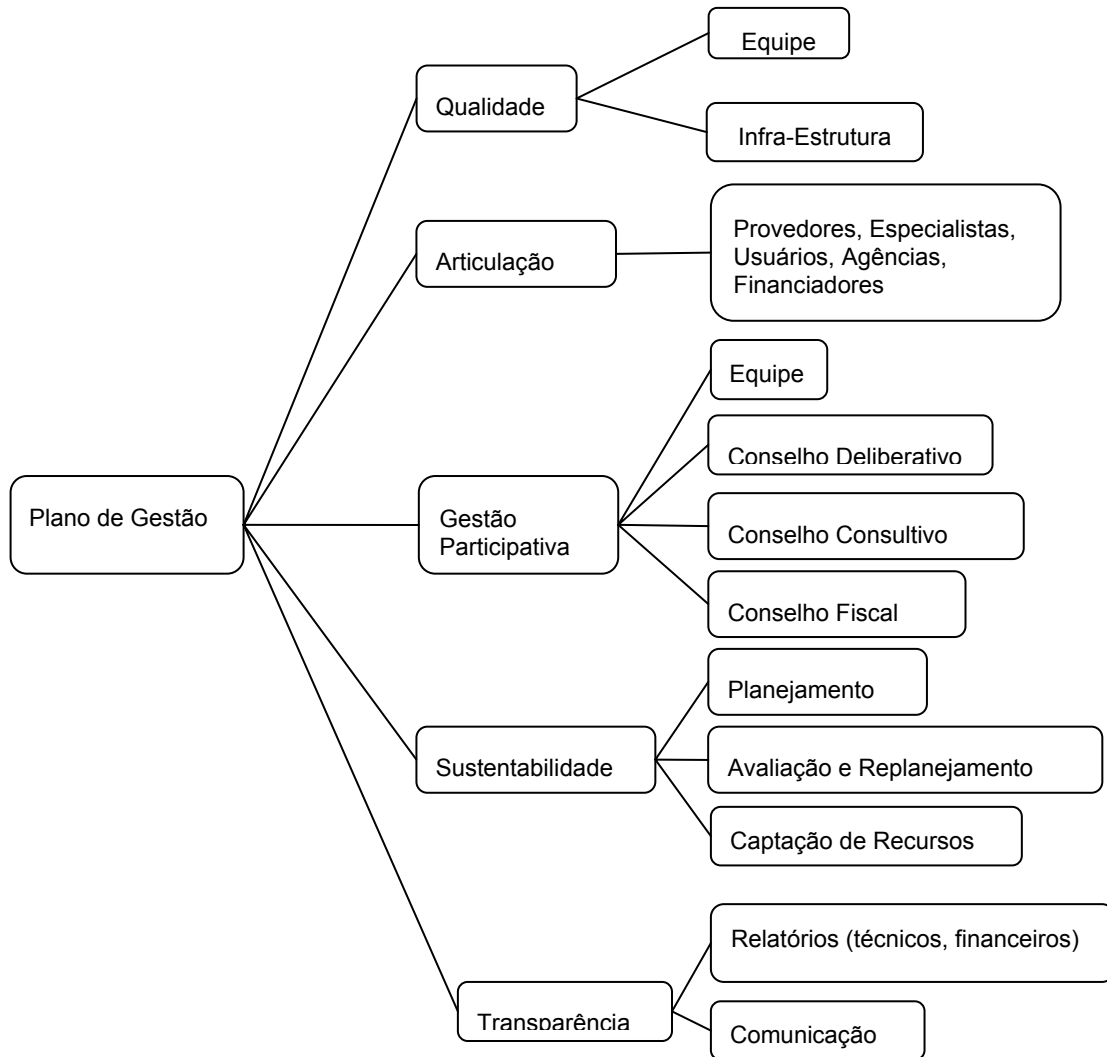 Equipe
Qualidade
Infra-Estrutura
Provedores, Especialistas,
Usuários, Agências,
Financiadores
Articulação
Equipe
Conselho Deliberativo
Plano de Gestão
Gestão
Participativa
Conselho Consultivo
Conselho Fiscal
Planejamento
Sustentabilidade
Avaliação e Replanejamento
Captação de Recursos
Relatórios (técnicos, financeiros)
Transparência
Comunicação